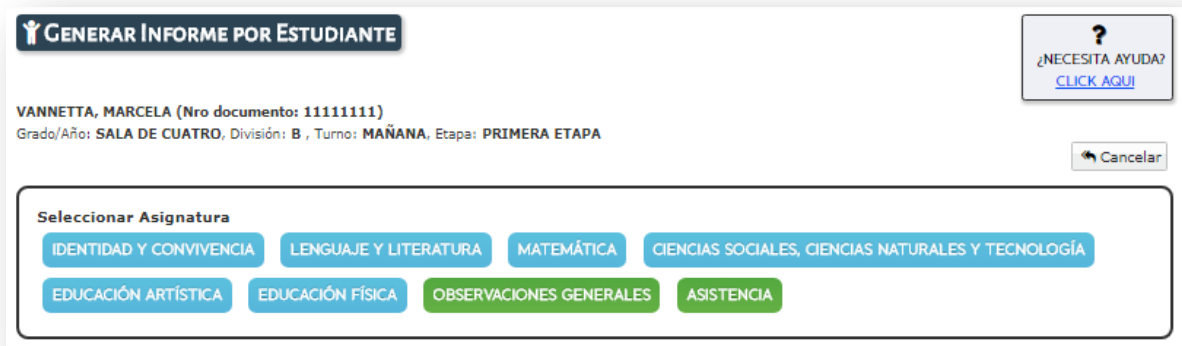 GENERAR INFORME POR ESTUDIANTE
?
¿NECESITA AYUDA?
CLICK AQUI
VANNETTA, MARCELA (Nro documento: 11111111)
Grado/Año: SALA DE CUATRO, División: B , Turno: MAÑANA, Etapa: PRIMERA ETAPA
Cancelar
Seleccionar Asignatura
IDENTIDAD Y CONVIVENCIA LENGUAJE Y LITERATURA MATEMÁTICA CIENCIAS SOCIALES, CIENCIAS NATURALES Y TECNOLOGÍA
EDUCACIÓN ARTÍSTICA EDUCACIÓN FÍSICA OBSERVACIONES GENERALES ASISTENCIA